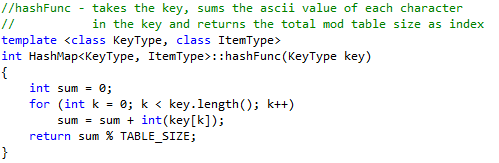 //hashFunc - takes the key, sums the ascii value of each character
//           in the key and returns the total mod table size as index
template <class KeyType, class ItemType>
int HashMap<KeyType, ItemType>::hashFunc(KeyType key)
{
    int sum = 0;
    for (int k = 0; k < key.length(); k++)
        sum = sum + int(key[k]);
    return sum % TABLE_SIZE;
}